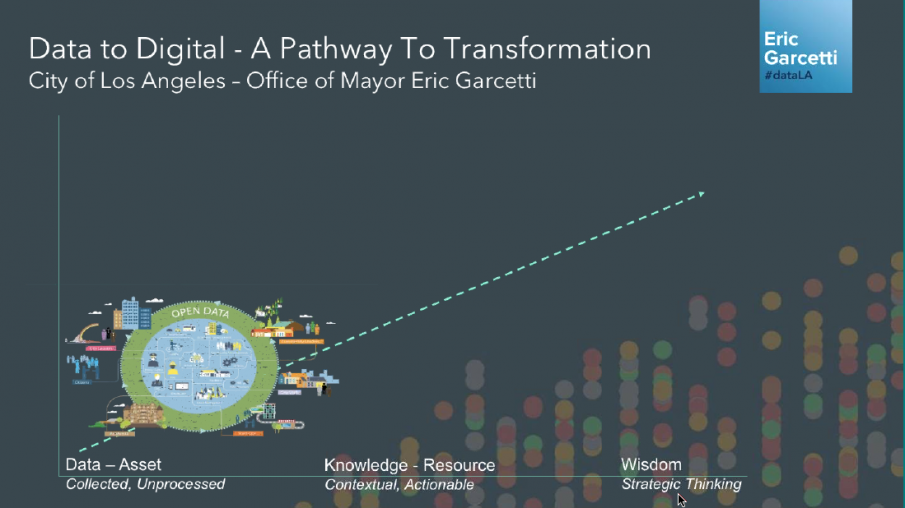 Data to Digital - A Pathway To Transformation
City of Los Angeles – Office of Mayor Eric Garcetti
Eric
Garcetti
#dataLA
OPEN DATA
Data – Asset
Collected, Unprocessed
Knowledge - Resource
Contextual, Actionable
Wisdom
Strategic Thinking